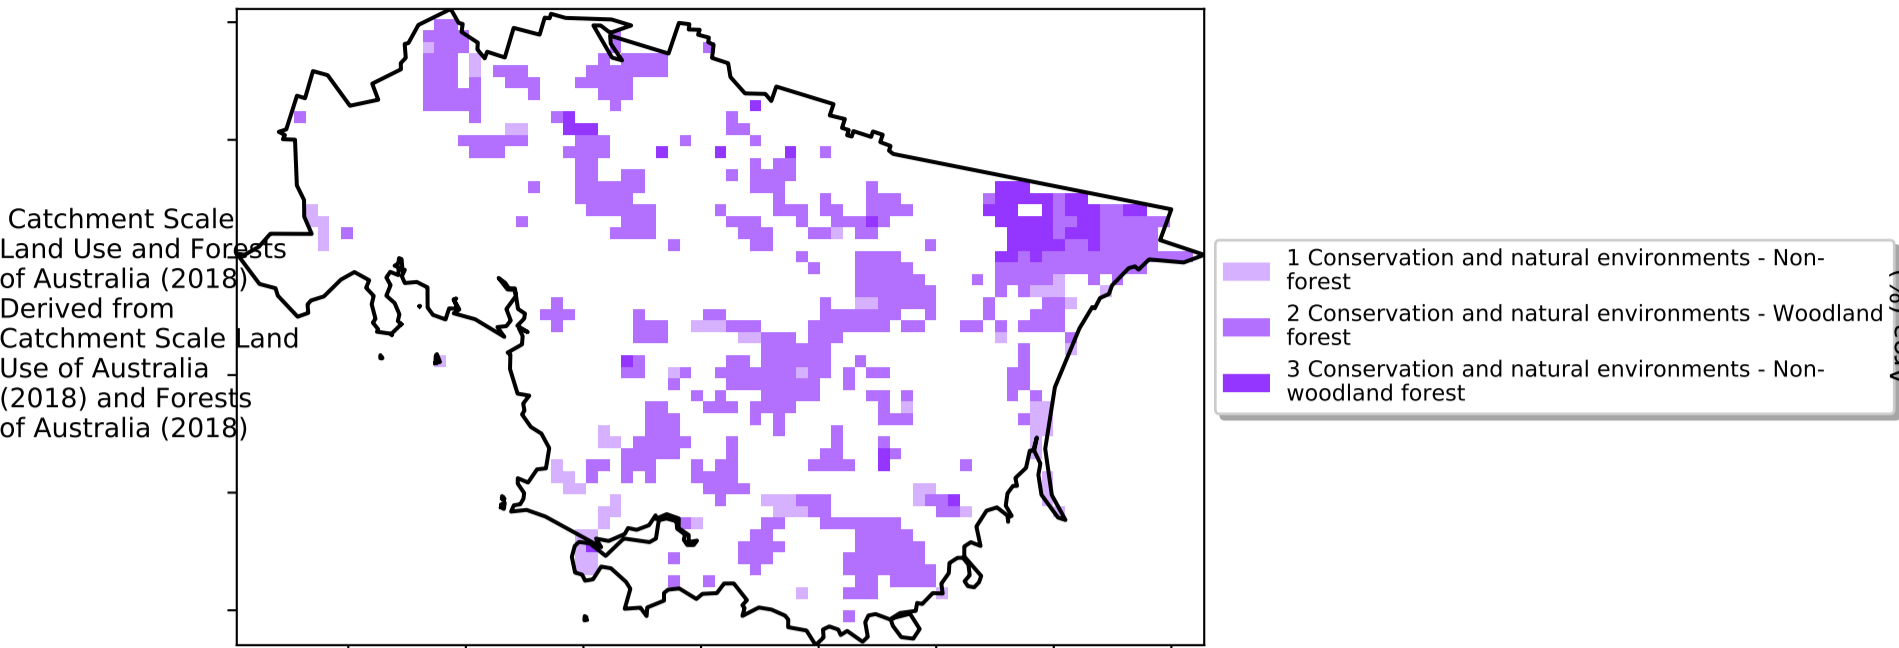 Catchment Scale
Land Use and Forests
of Australia (2018)
Derived from
Catchment Scale Land
Use of Australia
(2018) and Forests
of Australia (2018)
1 Conservation and natural environments - Non-
forest
2 Conservation and natural environments - Woodland
forest
3 Conservation and natural environments - Non-
woodland forest